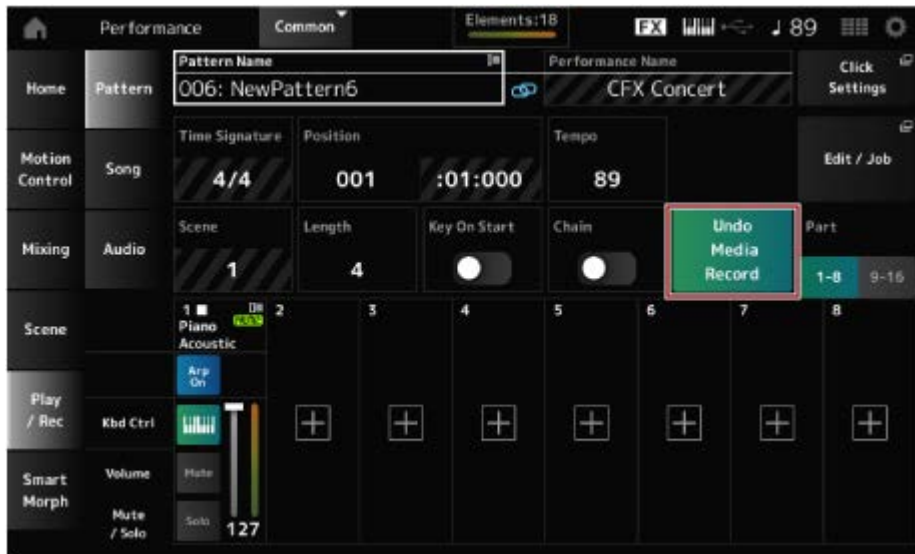 Performance
Common
Elements:18
FX
♩ 89
Home
Pattern
Pattern Name
006: NewPattern6
Performance Name
CFX Concert
Click
Settings
Motion
Control
Song
Time Signature
4/4
Position
001
:01:000
Tempo
89
Edit / Job
Mixing
Audio
Scene
1
Length
4
Key On Start
Chain
Undo
Media
Record
Part
1-8
9-16
Scene
1
2
3
4
5
6
7
8
Piano
Acoustic
Arp
On
Play
/ Rec
Kbd Ctrl
Smart
Morph
Volume
Mute
Mute
/ Solo
Solo
127